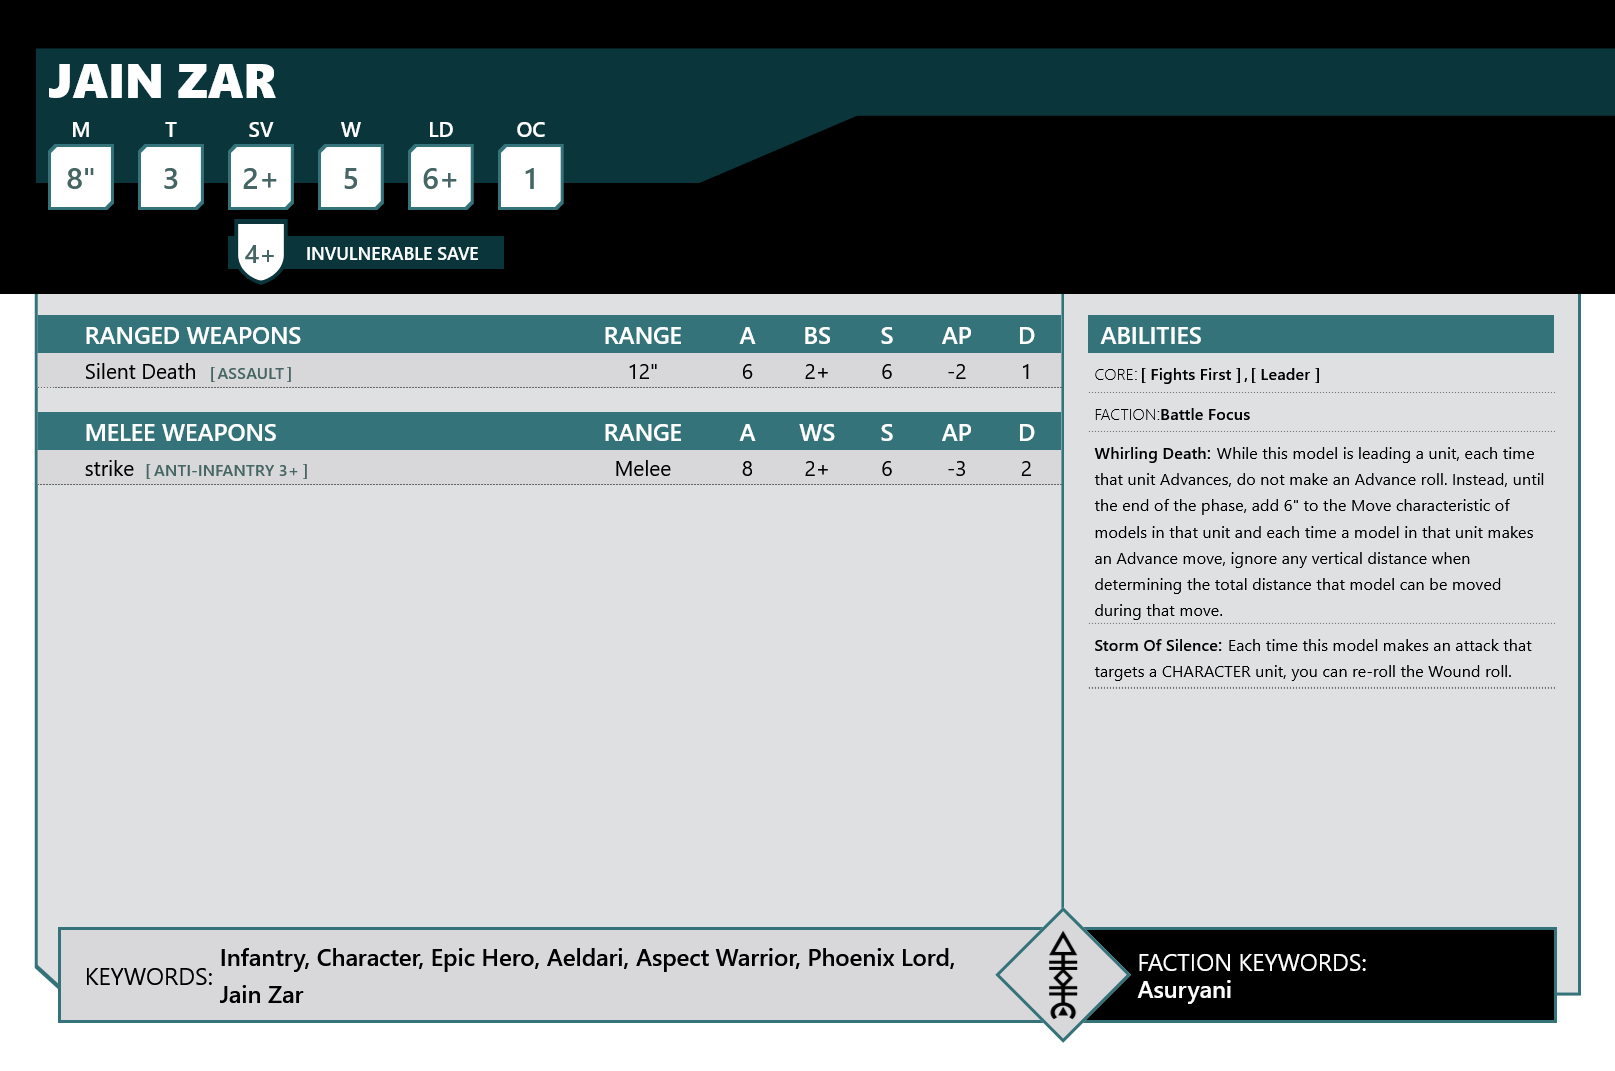 JAIN ZAR
M T SV W LD OC
8" 3 2+ 5 6+ 1
4+ INVULNERABLE SAVE
RANGED WEAPONS RANGE A BS S AP D
Silent Death [ ASSAULT ] 12" 6 2+ 6 -2 1
MELEE WEAPONS RANGE A WS S AP D
strike [ ANTI-INFANTRY 3+ ] Melee 8 2+ 6 -3 2
ABILITIES
CORE: [ Fights First ] , [ Leader ]
FACTION:Battle Focus
Whirling Death: While this model is leading a unit, each time
that unit Advances, do not make an Advance roll. Instead, until
the end of the phase, add 6" to the Move characteristic of
models in that unit and each time a model in that unit makes
an Advance move, ignore any vertical distance when
determining the total distance that model can be moved
during that move.
Storm Of Silence: Each time this model makes an attack that
targets a CHARACTER unit, you can re-roll the Wound roll.
KEYWORDS: Infantry, Character, Epic Hero, Aeldari, Aspect Warrior, Phoenix Lord,
Jain Zar
FACTION KEYWORDS:
Asuryani